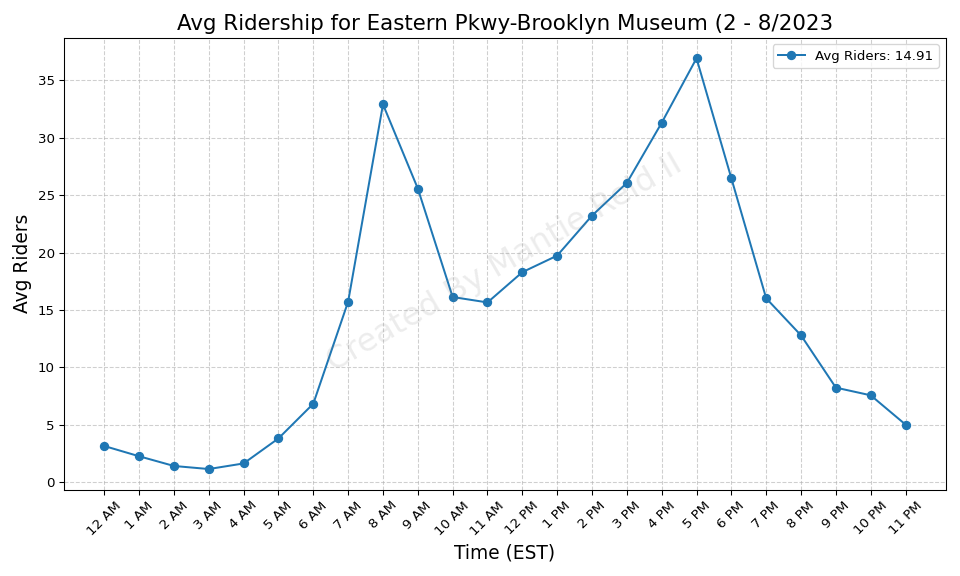 Avg Ridership for Eastern Pkwy-Brooklyn Museum (2 - 8/2023
Avg Riders: 14.91
Avg Riders
35
30
25
20
15
10
5
0
Created By Mantie Reid II
12 AM
1 AM
2 AM
3 AM
4 AM
5 AM
6 AM
7 AM
8 AM
9 AM
10 AM
11 AM
12 PM
1 PM
2 PM
3 PM
4 PM
5 PM
6 PM
7 PM
8 PM
9 PM
10 PM
11 PM
Time (EST)